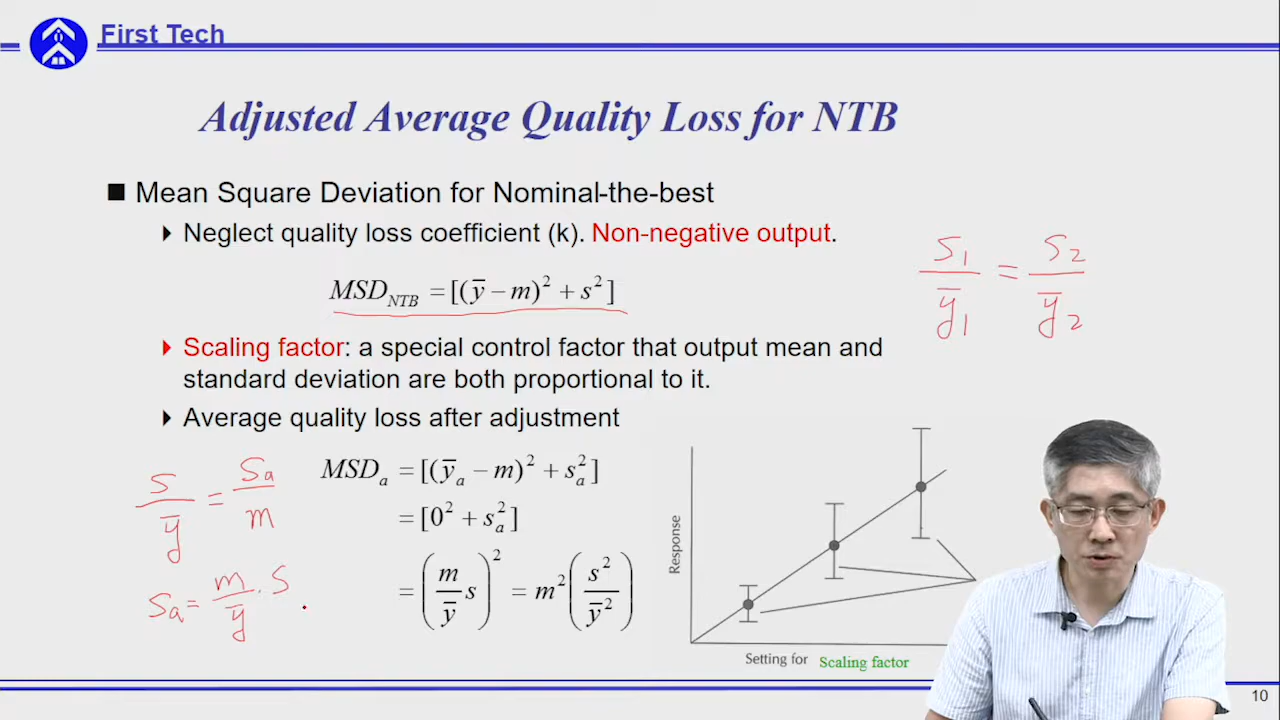 First Tech
Adjusted Average Quality Loss for NTB
■ Mean Square Deviation for Nominal-the-best
Neglect quality loss coefficient (k). Non-negative output.
MSD_NTB = [(ȳ − m)² + s²]
S₁/ȳ₁ = S₂/ȳ₂
Scaling factor: a special control factor that output mean and
standard deviation are both proportional to it.
Average quality loss after adjustment
MSD_a = [(ȳ_a − m)² + s_a²]
= [0² + s_a²]
= (m/ȳ s)² = m² (s²/ȳ²)
S/ȳ = S_a/m
S_a = m/ȳ · S
Response
Setting for Scaling factor
10